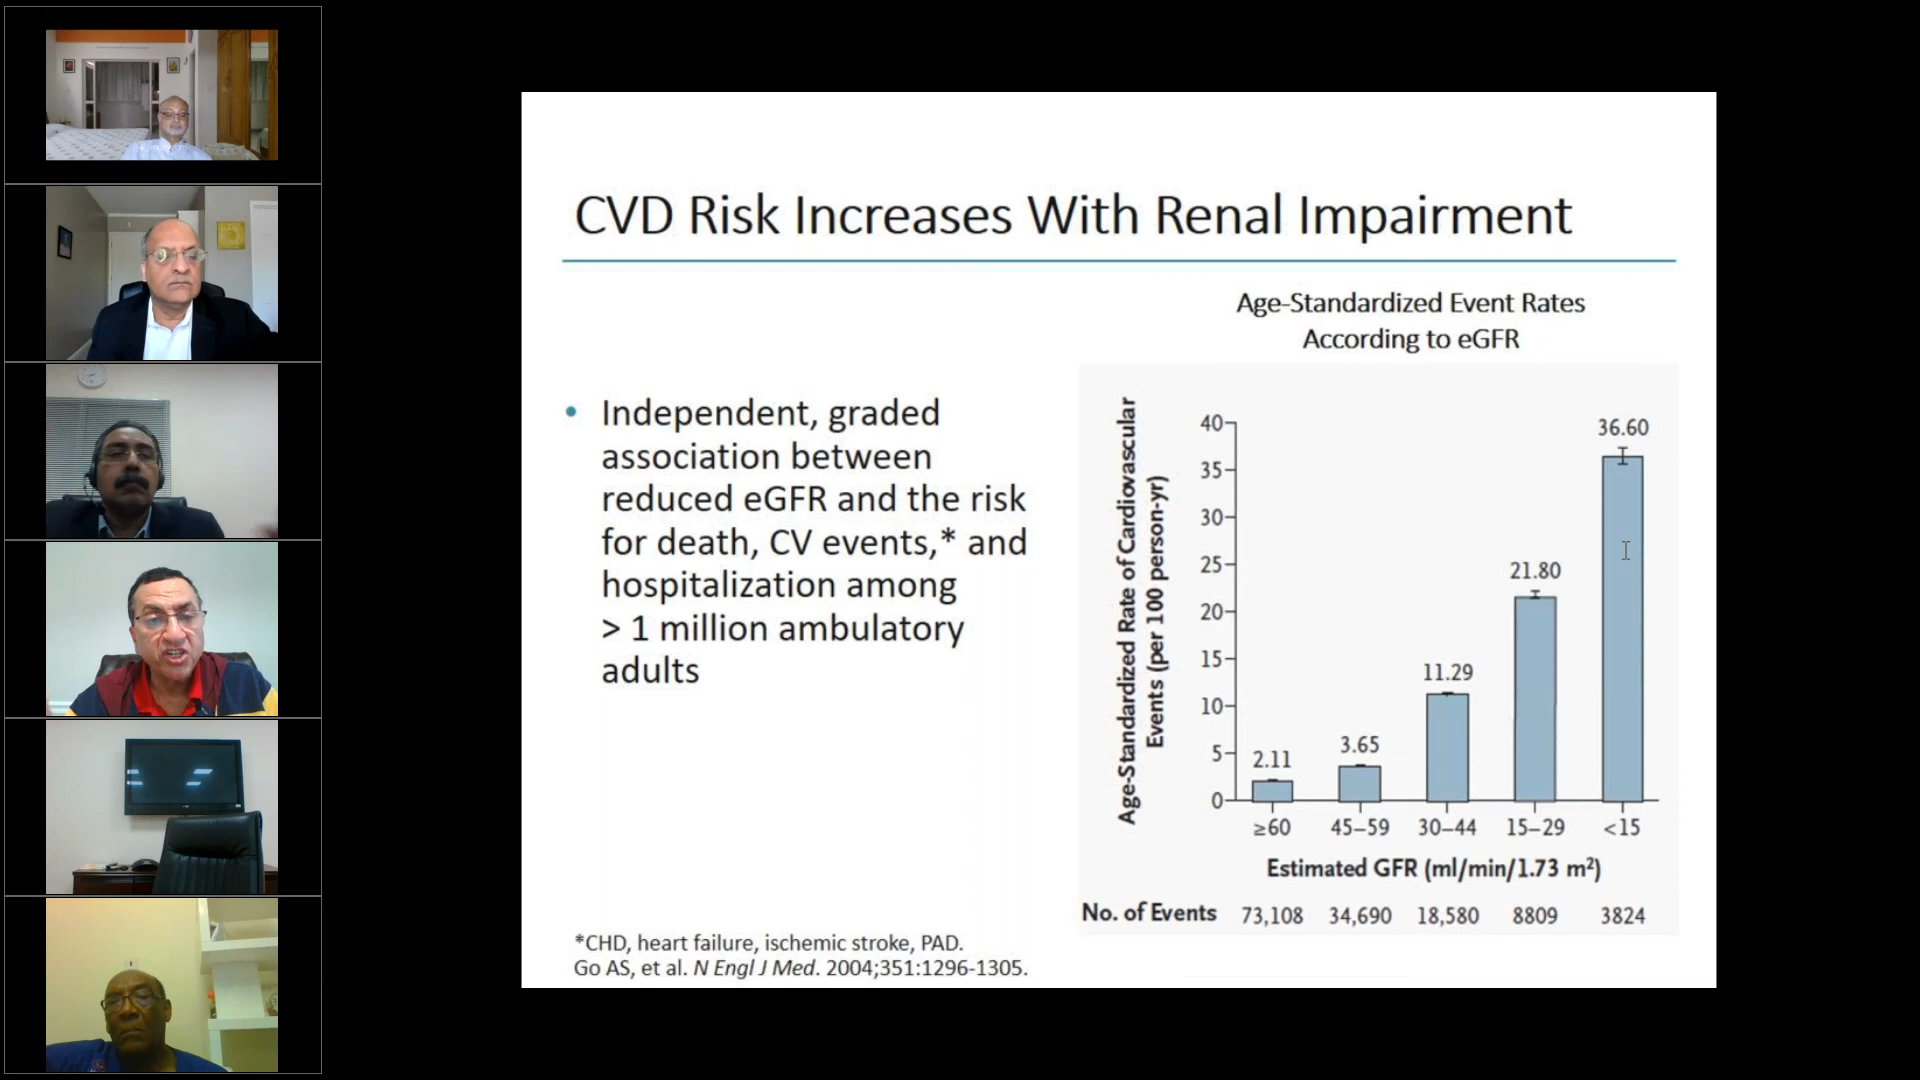 CVD Risk Increases With Renal Impairment
Age-Standardized Event Rates
According to eGFR
• Independent, graded
association between
reduced eGFR and the risk
for death, CV events,* and
hospitalization among
> 1 million ambulatory
adults
Age-Standardized Rate of Cardiovascular
Events (per 100 person-yr)
40
35
30
25
20
15
10
5
0
2.11
3.65
11.29
21.80
36.60
≥60 45–59 30–44 15–29 <15
Estimated GFR (ml/min/1.73 m²)
No. of Events 73,108 34,690 18,580 8809 3824
*CHD, heart failure, ischemic stroke, PAD.
Go AS, et al. N Engl J Med. 2004;351:1296-1305.